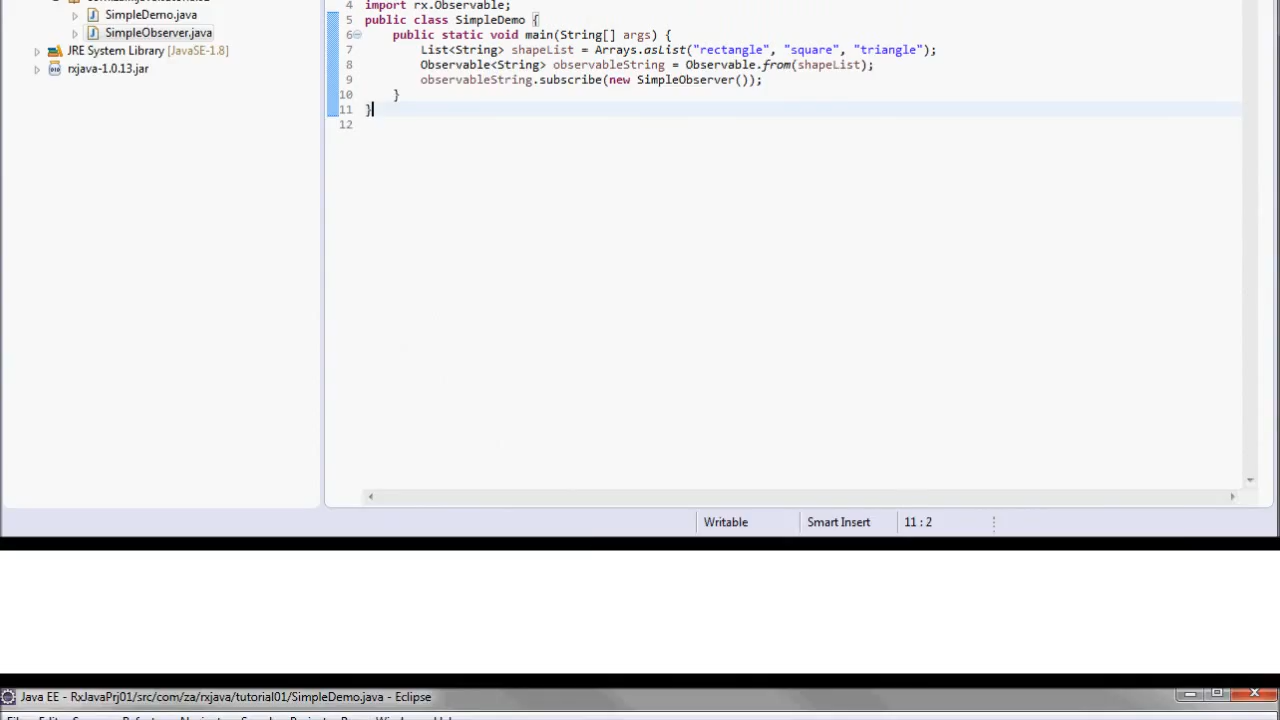 SimpleDemo.java
SimpleObserver.java
JRE System Library [JavaSE-1.8]
rxjava-1.0.13.jar
4 import rx.Observable;
5 public class SimpleDemo {
6 public static void main(String[] args) {
7 List<String> shapeList = Arrays.asList("rectangle", "square", "triangle");
8 Observable<String> observableString = Observable.from(shapeList);
9 observableString.subscribe(new SimpleObserver());
10 }
11 }
12
Writable
Smart Insert
11 : 2
Java EE - RxJavaPrj01/src/com/za/rxjava/tutorial01/SimpleDemo.java - Eclipse